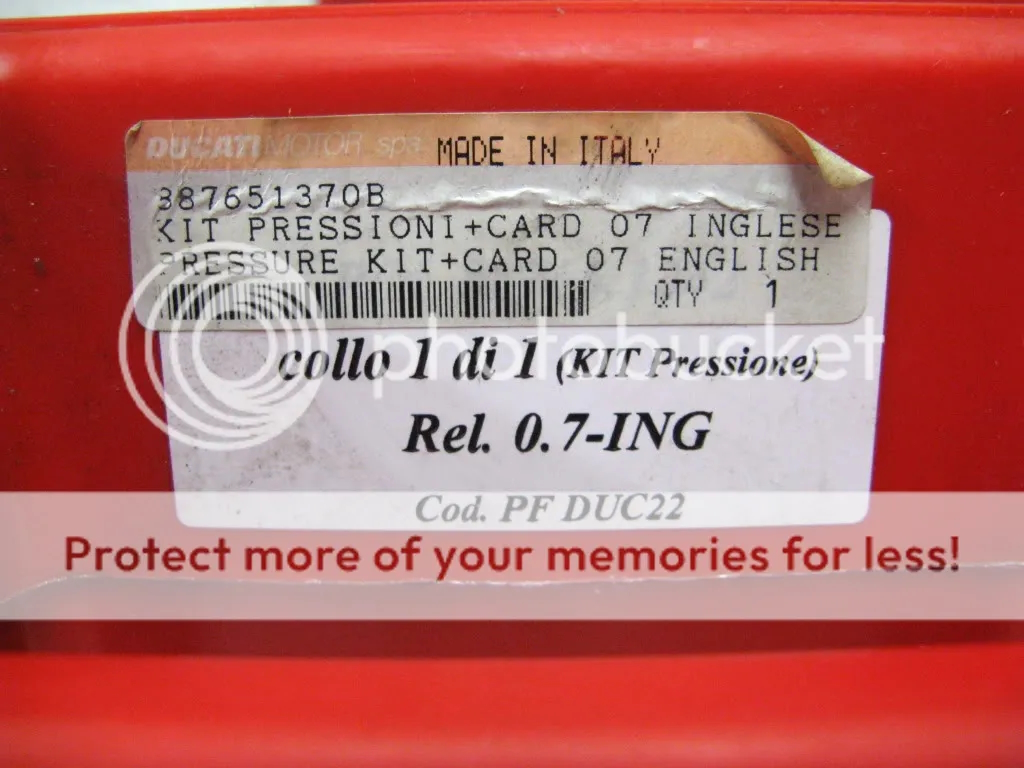 DUCATI MOTOR spa MADE IN ITALY
887651370B
KIT PRESSIONI+CARD 07 INGLESE
PRESSURE KIT+CARD 07 ENGLISH
QTY 1
photobucket
collo 1 di 1 (KIT Pressione)
Rel. 0.7-ING
Cod. PF DUC22
Protect more of your memories for less!